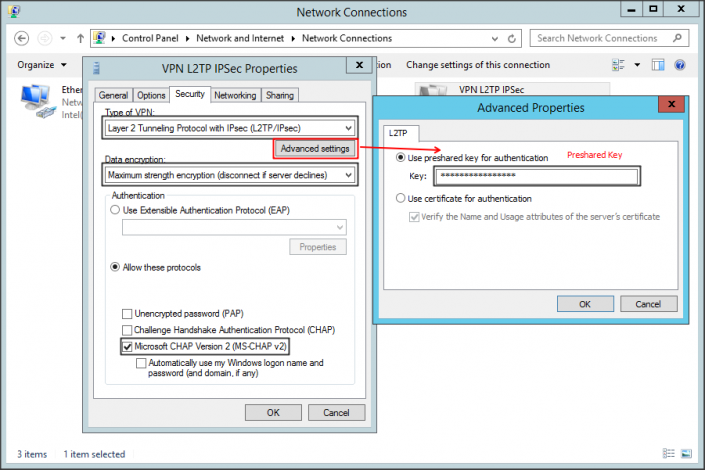 Network Connections
Control Panel Network and Internet Network Connections
Search Network Connections
Organize
tion
Change settings of this connection
Ether
Netw
Intel(
VPN L2TP IPSec
VPN L2TP IPSec Properties
General Options Security Networking Sharing
Type of VPN:
Layer 2 Tunneling Protocol with IPsec (L2TP/IPsec)
Advanced settings
Data encryption:
Maximum strength encryption (disconnect if server declines)
Authentication
Use Extensible Authentication Protocol (EAP)
Properties
Allow these protocols
Unencrypted password (PAP)
Challenge Handshake Authentication Protocol (CHAP)
Microsoft CHAP Version 2 (MS-CHAP v2)
Automatically use my Windows logon name and
password (and domain, if any)
OK Cancel
Advanced Properties
L2TP
Use preshared key for authentication Preshared Key
Key: ****************
Use certificate for authentication
Verify the Name and Usage attributes of the server's certificate
OK Cancel
3 items 1 item selected